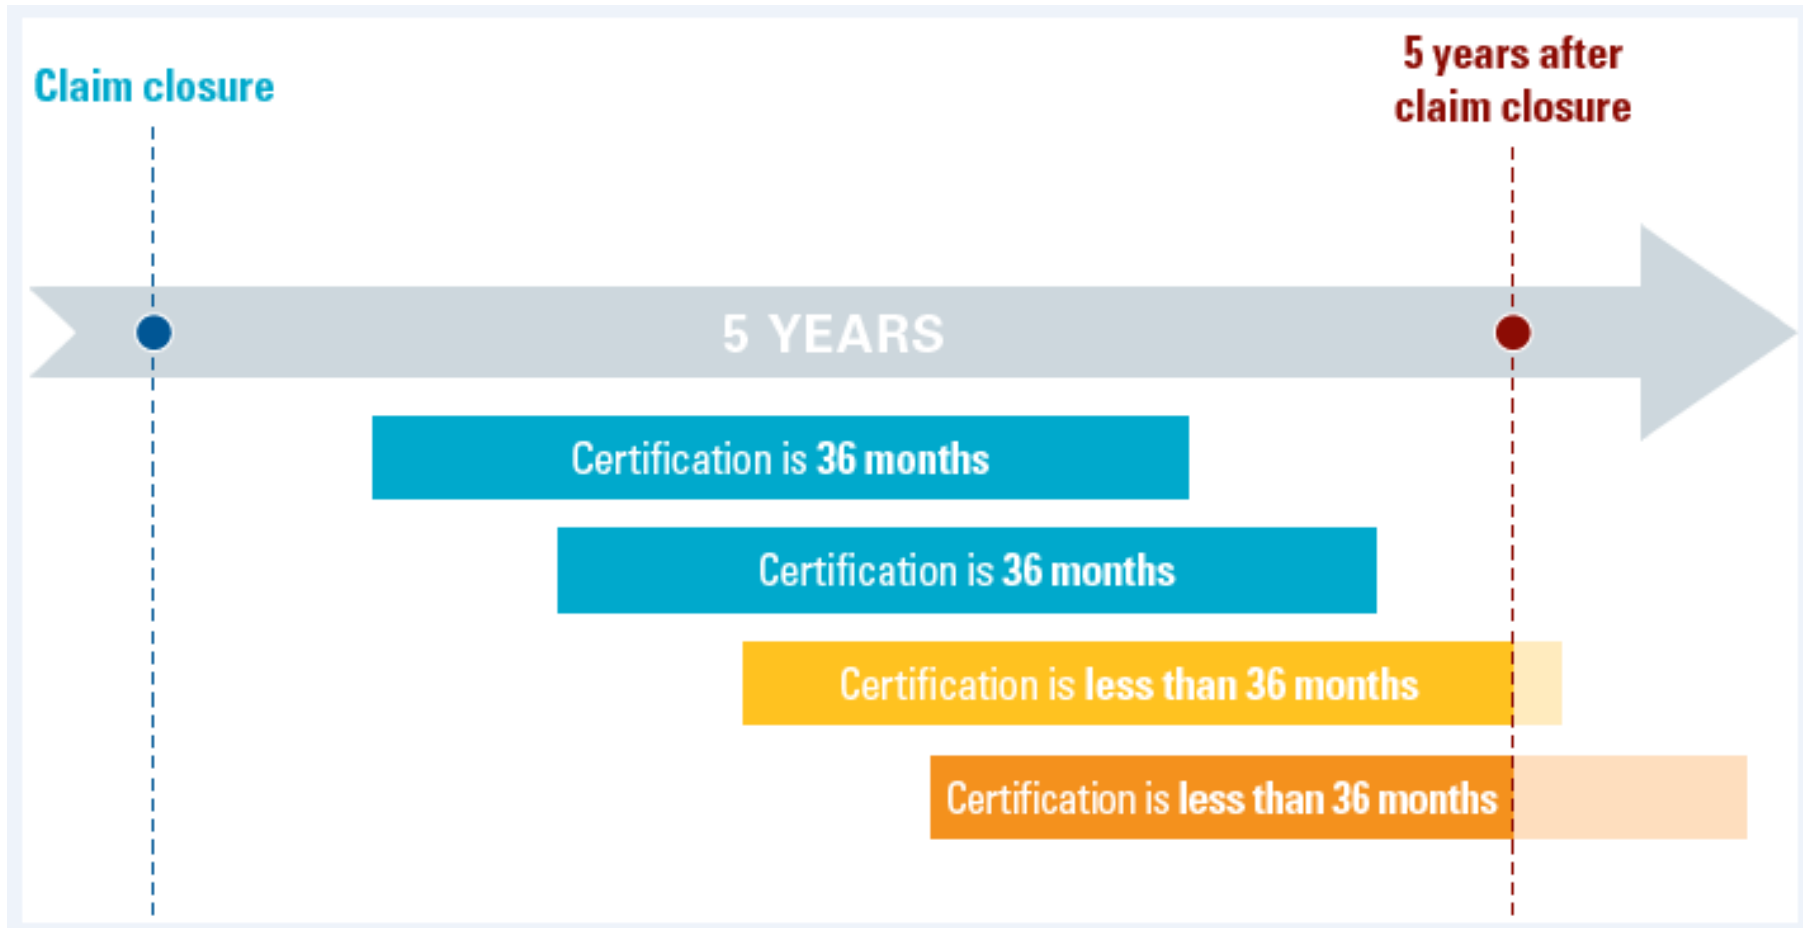 Claim closure
5 years after
claim closure
5 YEARS
Certification is 36 months
Certification is 36 months
Certification is less than 36 months
Certification is less than 36 months